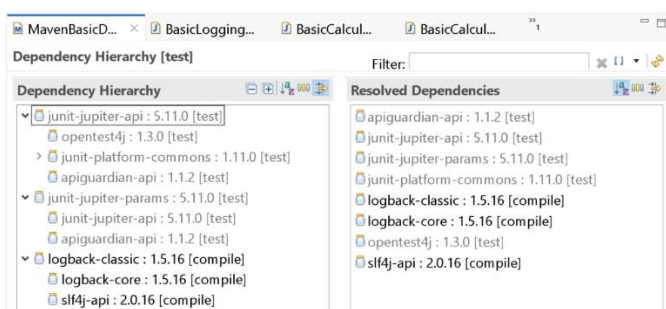 MavenBasicD...
BasicLogging...
BasicCalcul...
BasicCalcul...
»1
Dependency Hierarchy [test]
Filter:
Dependency Hierarchy
junit-jupiter-api : 5.11.0 [test]
opentest4j : 1.3.0 [test]
junit-platform-commons : 1.11.0 [test]
apiguardian-api : 1.1.2 [test]
junit-jupiter-params : 5.11.0 [test]
junit-jupiter-api : 5.11.0 [test]
apiguardian-api : 1.1.2 [test]
logback-classic : 1.5.16 [compile]
logback-core : 1.5.16 [compile]
slf4j-api : 2.0.16 [compile]
Resolved Dependencies
apiguardian-api : 1.1.2 [test]
junit-jupiter-api : 5.11.0 [test]
junit-jupiter-params : 5.11.0 [test]
junit-platform-commons : 1.11.0 [test]
logback-classic : 1.5.16 [compile]
logback-core : 1.5.16 [compile]
opentest4j : 1.3.0 [test]
slf4j-api : 2.0.16 [compile]